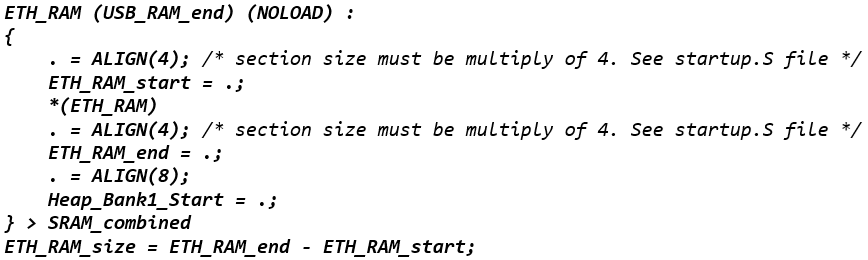 ETH_RAM (USB_RAM_end) (NOLOAD) :
{
    . = ALIGN(4); /* section size must be multiply of 4. See startup.S file */
    ETH_RAM_start = .;
    *(ETH_RAM)
    . = ALIGN(4); /* section size must be multiply of 4. See startup.S file */
    ETH_RAM_end = .;
    . = ALIGN(8);
    Heap_Bank1_Start = .;
} > SRAM_combined
ETH_RAM_size = ETH_RAM_end - ETH_RAM_start;